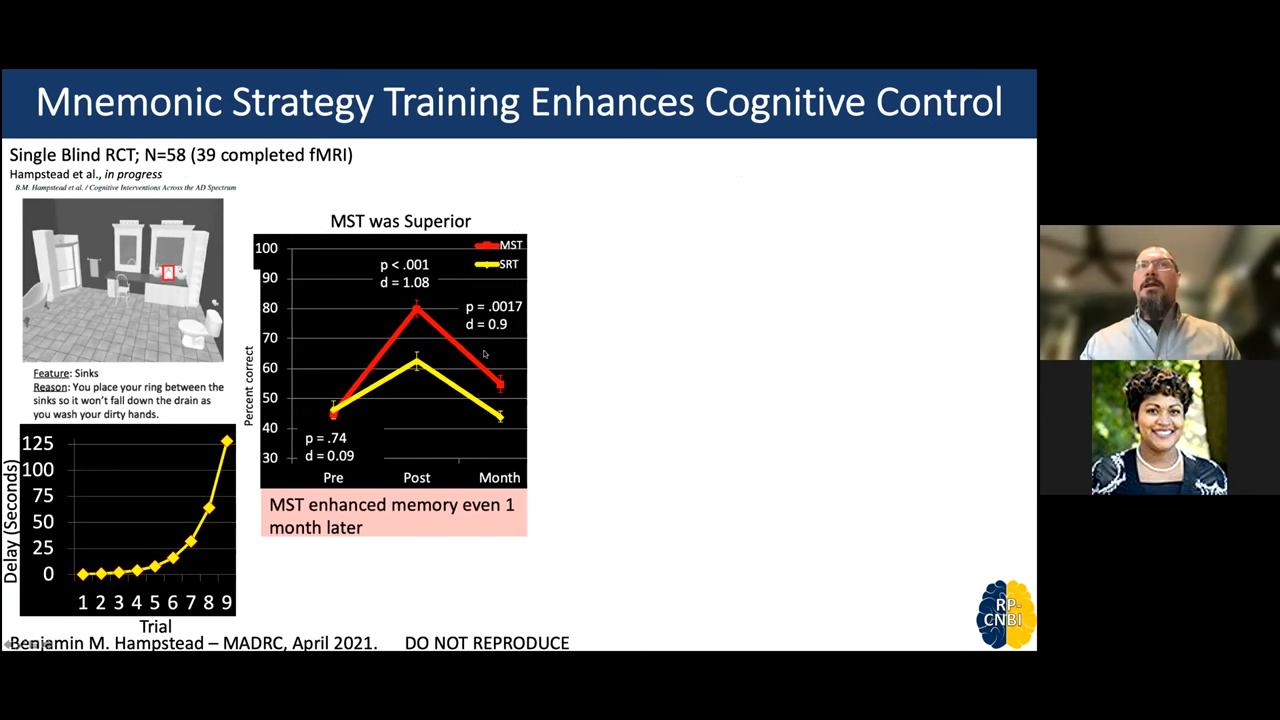 Mnemonic Strategy Training Enhances Cognitive Control
Single Blind RCT; N=58 (39 completed fMRI)
Hampstead et al., in progress
B.M. Hampstead et al. / Cognitive Interventions Across the AD Spectrum
Feature: Sinks
Reason: You place your ring between the
sinks so it won't fall down the drain as
you wash your dirty hands.
Delay (Seconds)
125
100
75
50
25
0
1 2 3 4 5 6 7 8 9
Trial
MST was Superior
MST
SRT
Percent correct
100
90
80
70
60
50
40
30
p < .001
d = 1.08
p = .0017
d = 0.9
p = .74
d = 0.09
Pre Post Month
MST enhanced memory even 1
month later
Benjamin M. Hampstead – MADRC, April 2021. DO NOT REPRODUCE
RP-
CNBI